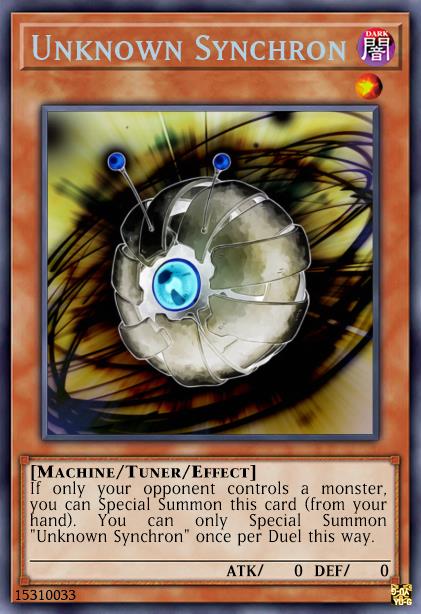 UNKNOWN SYNCHRON
DARK
闇
[MACHINE/TUNER/EFFECT]
If only your opponent controls a monster,
you can Special Summon this card (from your
hand). You can only Special Summon
"Unknown Synchron" once per Duel this way.
ATK/ 0 DEF/ 0
15310033